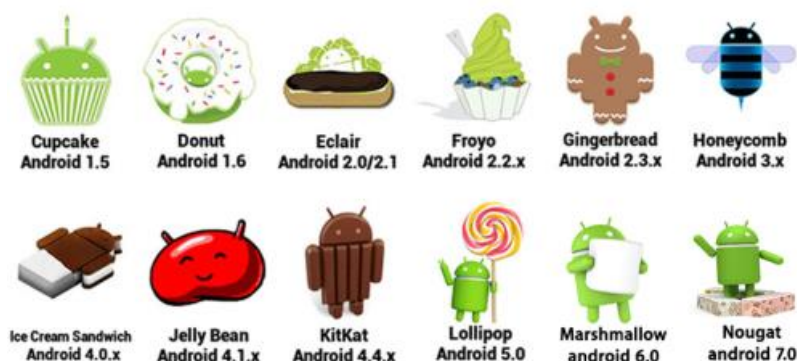 Cupcake
Android 1.5
Donut
Android 1.6
Eclair
Android 2.0/2.1
Froyo
Android 2.2.x
Gingerbread
Android 2.3.x
Honeycomb
Android 3.x
Ice Cream Sandwich
Android 4.0.x
Jelly Bean
Android 4.1.x
KitKat
Android 4.4.x
Lollipop
Android 5.0
Marshmallow
android 6.0
Nougat
android 7.0